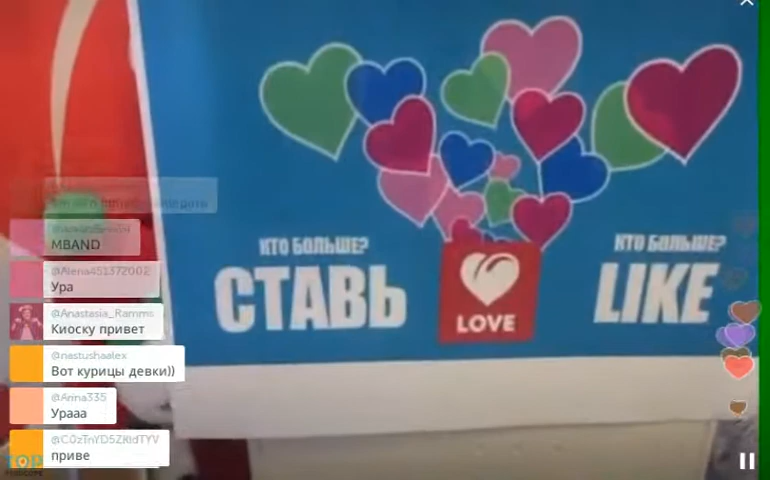 КТО БОЛЬШЕ?
СТАВЬ
LOVE
КТО БОЛЬШЕ?
LIKE
MBAND
@Alena451372002
Ура
@Anastasia_Ramms
Киоску привет
@nastushaalex
Вот курицы девки))
@Arina335
Урааа
приве